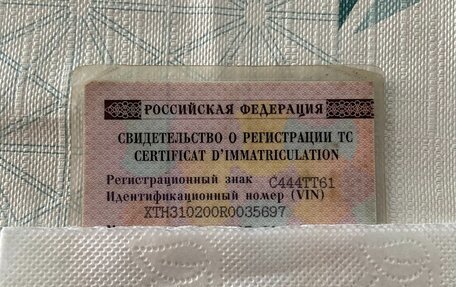 РОССИЙСКАЯ ФЕДЕРАЦИЯ
СВИДЕТЕЛЬСТВО О РЕГИСТРАЦИИ ТС
CERTIFICAT D'IMMATRICULATION
Регистрационный знак С444ТТ61
Идентификационный номер (VIN)
XTH310200R0035697